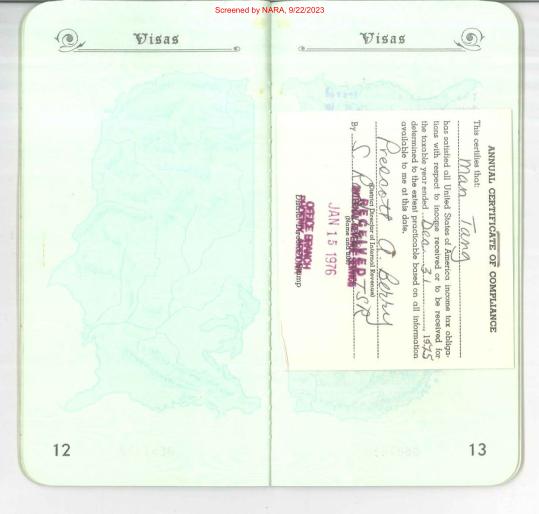 Screened by NARA, 9/22/2023
Visas
12
Visas
ANNUAL CERTIFICATE OF COMPLIANCE
This certifies that:
Man Tang
has satisfied all United States of America income tax obliga-
tions with respect to income received or to be received for
the taxable year ended Dec 31, 1975
determined to the extent practicable based on all information
available to me at this date.
Prescott A Berry
(District Director of Internal Revenue)
By S. TSR
(Name and title)
RECEIVED
JAN 15 1976
OFFICE BRANCH
13